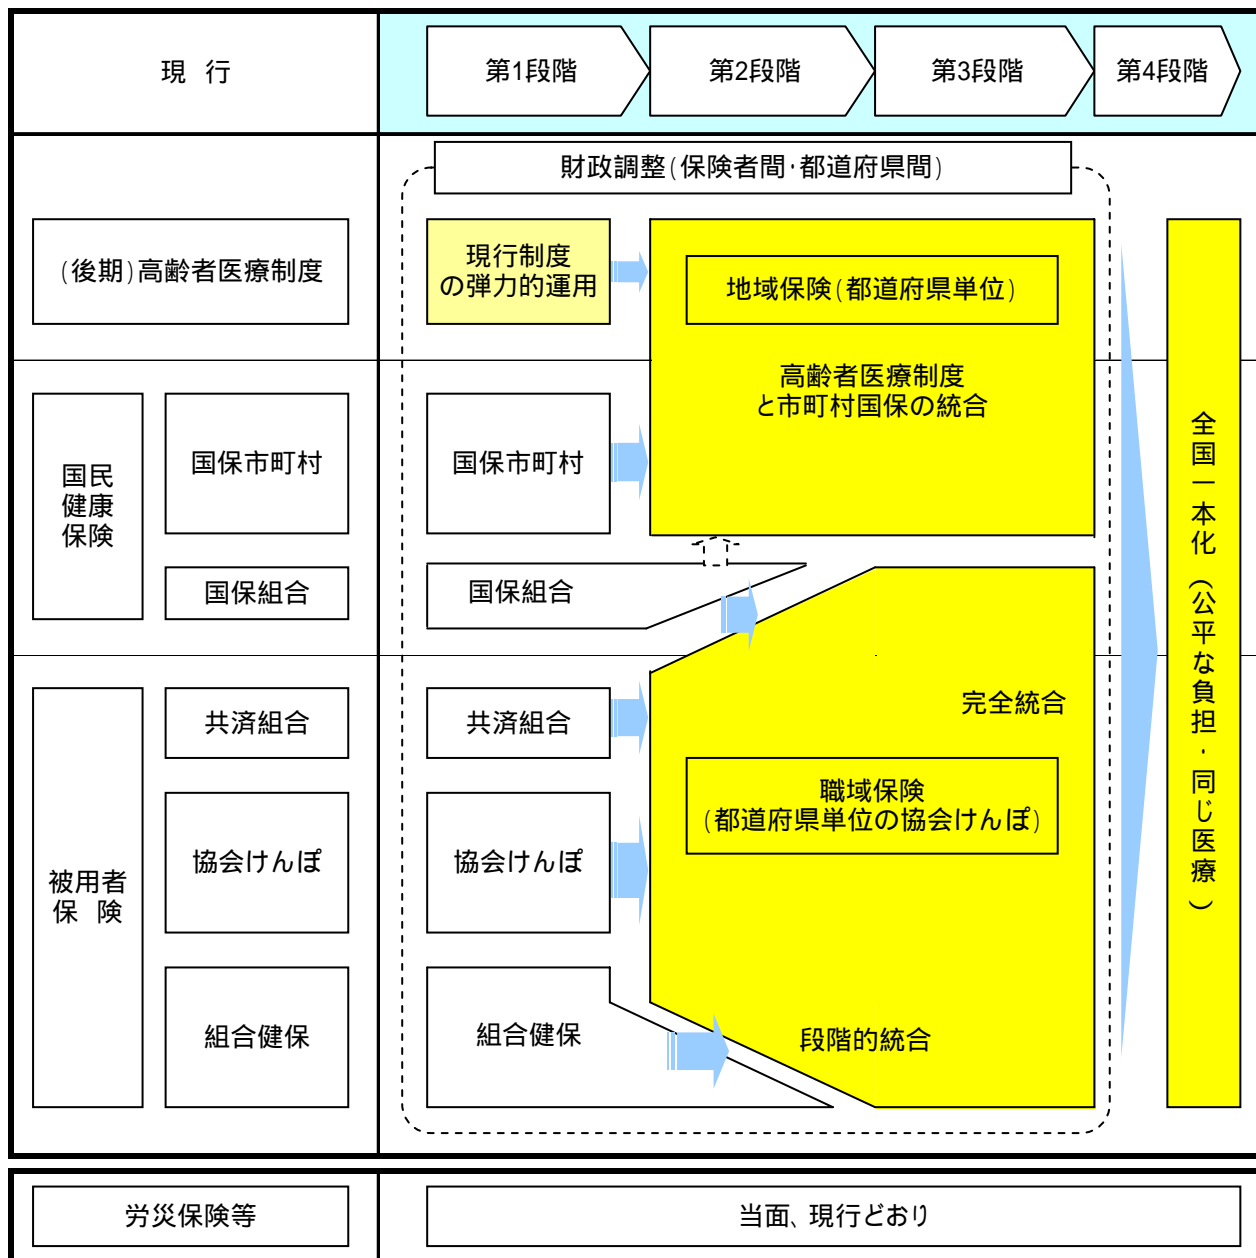 現 行
第1段階
第2段階
第3段階
第4段階
財政調整(保険者間・都道府県間)
(後期)高齢者医療制度
現行制度
の弾力的運用
地域保険(都道府県単位)
高齢者医療制度
と市町村国保の統合
国民
健康
保険
国保市町村
国保市町村
国保組合
国保組合
被用者
保 険
共済組合
共済組合
完全統合
職域保険
(都道府県単位の協会けんぽ)
協会けんぽ
協会けんぽ
組合健保
組合健保
段階的統合
全国一本化(公平な負担・同じ医療)
労災保険等
当面、現行どおり